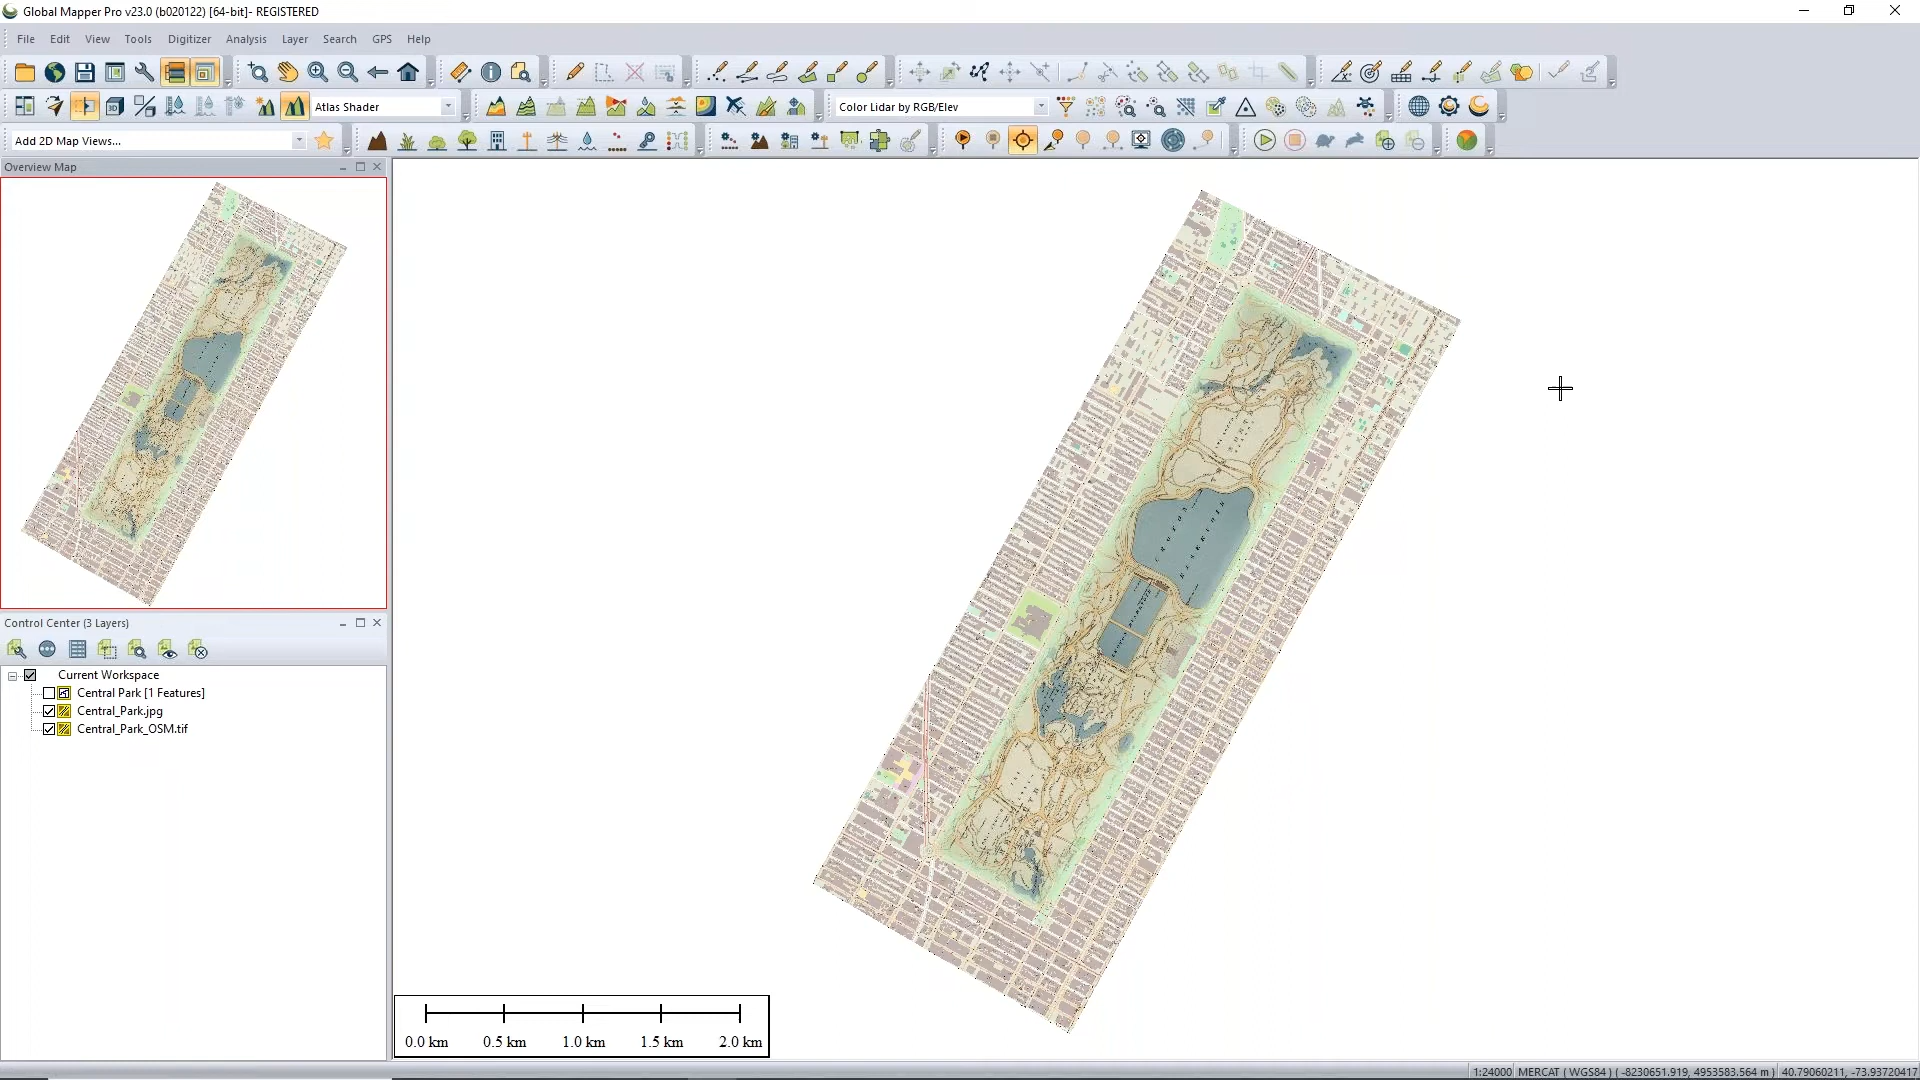 Global Mapper Pro v23.0 (b020122) [64-bit]- REGISTERED
File Edit View Tools Digitizer Analysis Layer Search GPS Help
Atlas Shader
Color Lidar by RGB/Elev
Add 2D Map Views...
Overview Map
Control Center (3 Layers)
Current Workspace
Central Park [1 Features]
Central_Park.jpg
Central_Park_OSM.tif
CROTON
RESERVOIR
0.0 km 0.5 km 1.0 km 1.5 km 2.0 km
1:24000 MERCAT ( WGS84 ) ( -8230651.919, 4953583.564 m ) 40.79060211, -73.93720417